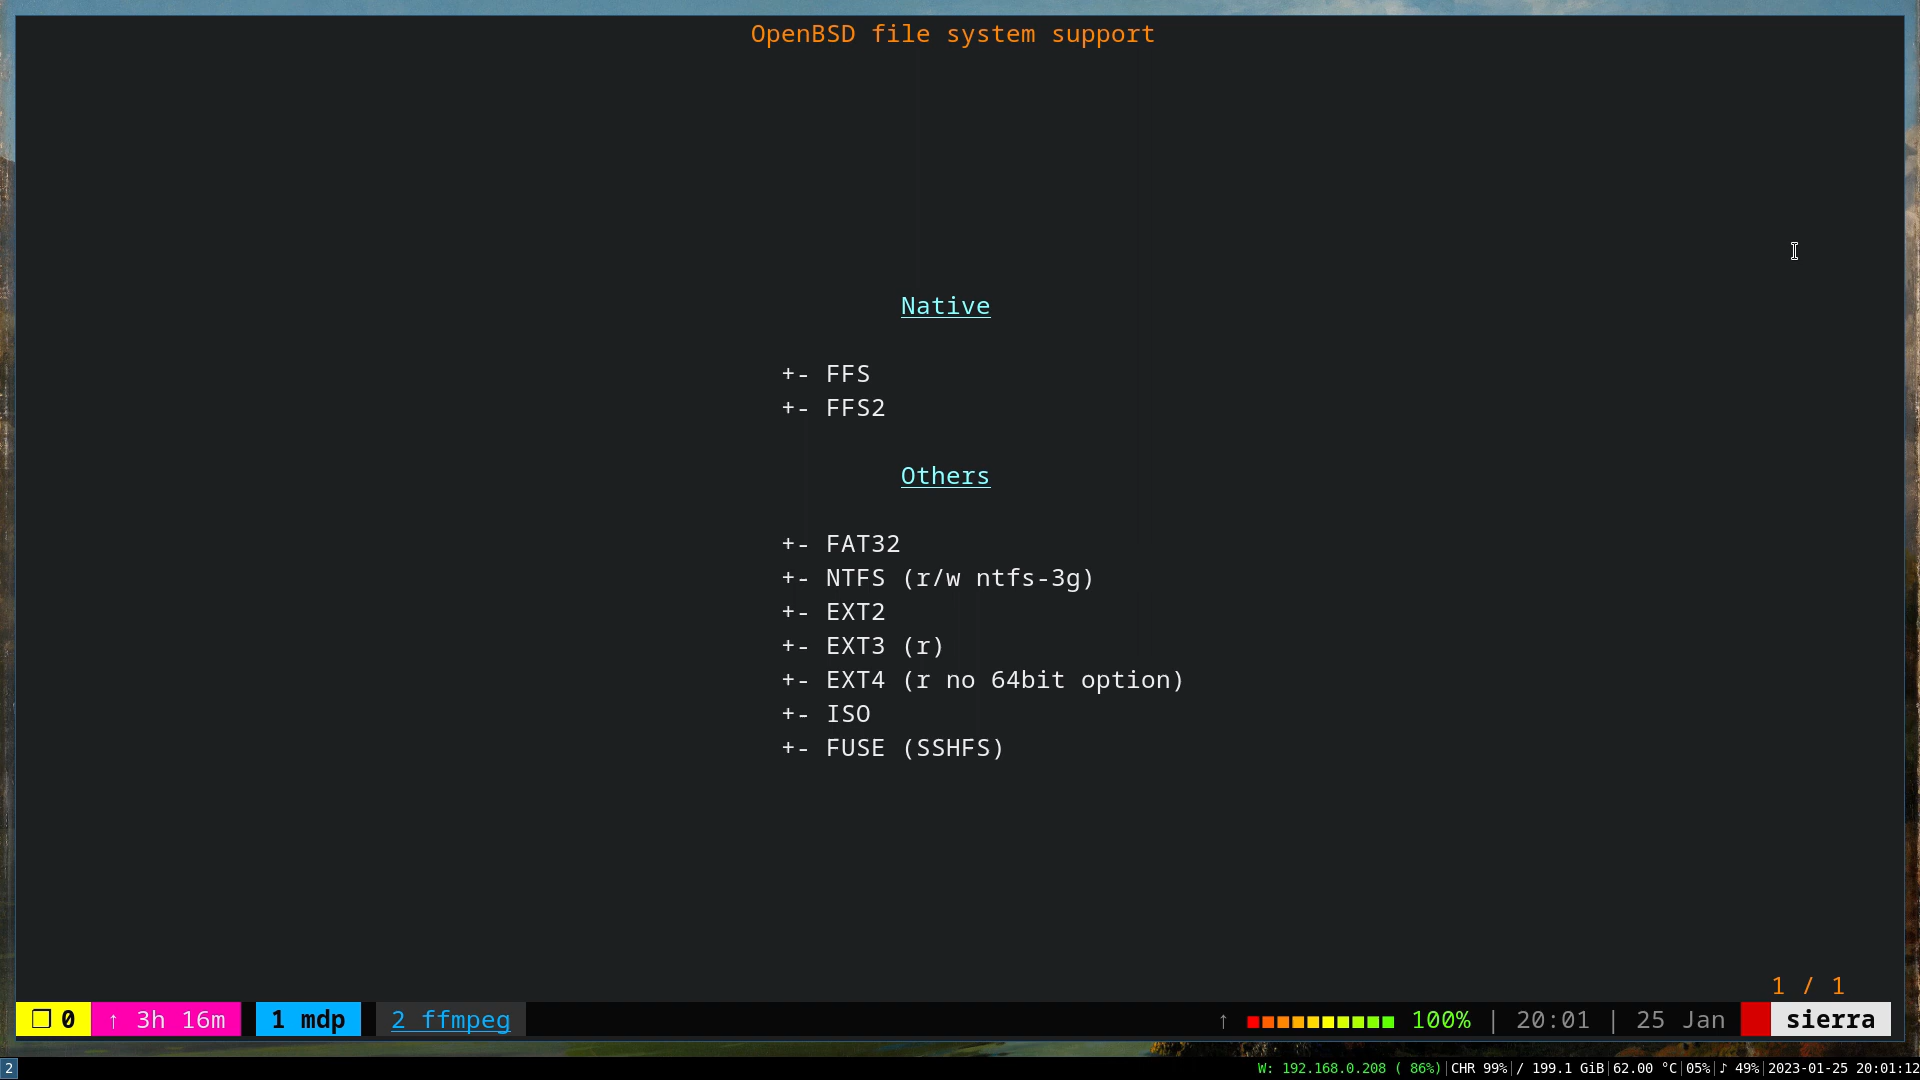 OpenBSD file system support
Native
+- FFS
+- FFS2
Others
+- FAT32
+- NTFS (r/w ntfs-3g)
+- EXT2
+- EXT3 (r)
+- EXT4 (r no 64bit option)
+- ISO
+- FUSE (SSHFS)
1 / 1
❐ 0 ↑ 3h 16m 1 mdp 2 ffmpeg ↑ 100% | 20:01 | 25 Jan sierra
2 W: 192.168.0.208 ( 86%)|CHR 99%|/ 199.1 GiB|62.00 °C|05%|♪ 49%|2023-01-25 20:01:12